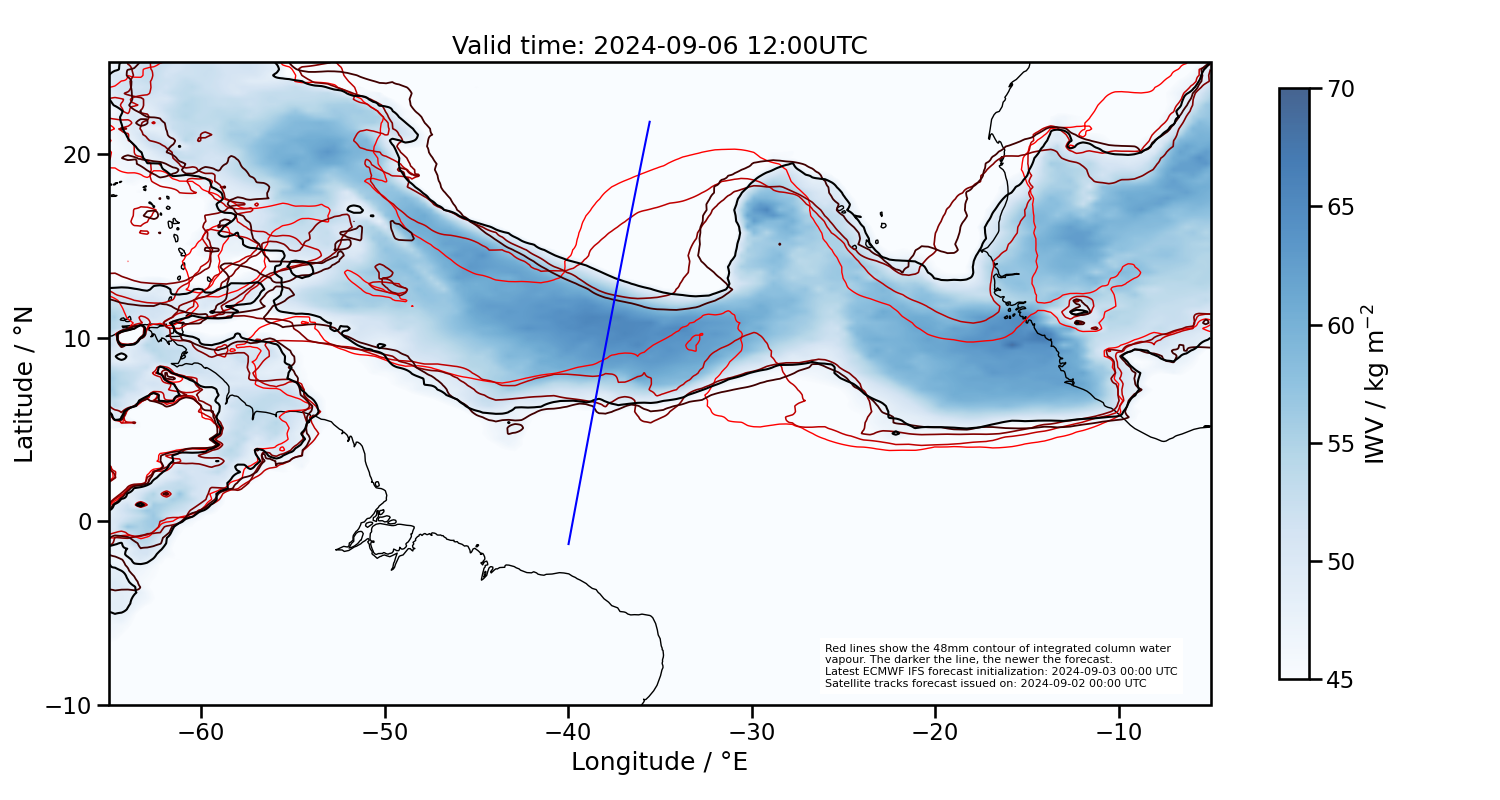 Valid time: 2024-09-06 12:00UTC
20
10
0
−10
Latitude / °N
−60
−50
−40
−30
−20
−10
Longitude / °E
70
65
60
55
50
45
IWV / kg m⁻²
Red lines show the 48mm contour of integrated column water
vapour. The darker the line, the newer the forecast.
Latest ECMWF IFS forecast initialization: 2024-09-03 00:00 UTC
Satellite tracks forecast issued on: 2024-09-02 00:00 UTC